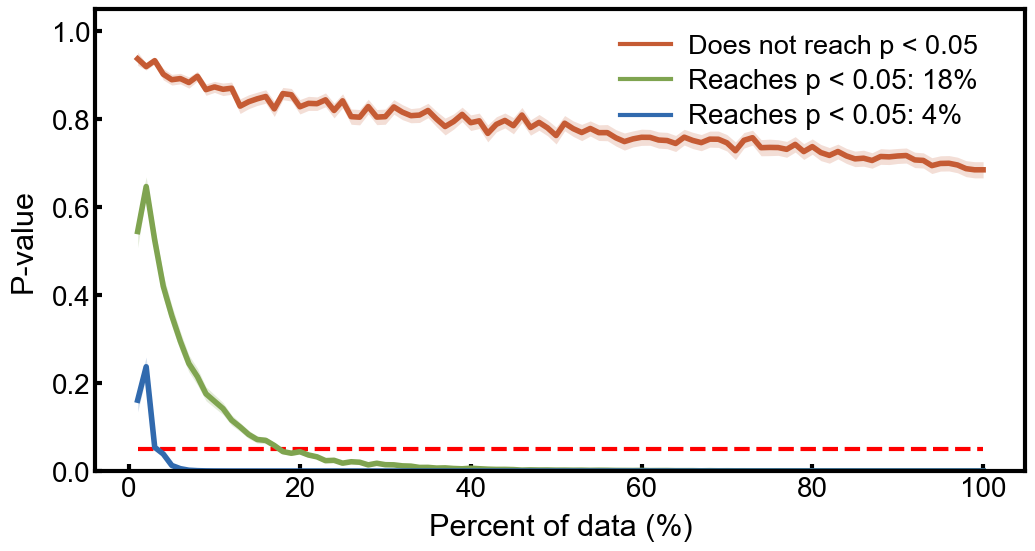 1.0
0.8
0.6
0.4
0.2
0.0
P-value
Does not reach p < 0.05
Reaches p < 0.05: 18%
Reaches p < 0.05: 4%
0 20 40 60 80 100
Percent of data (%)